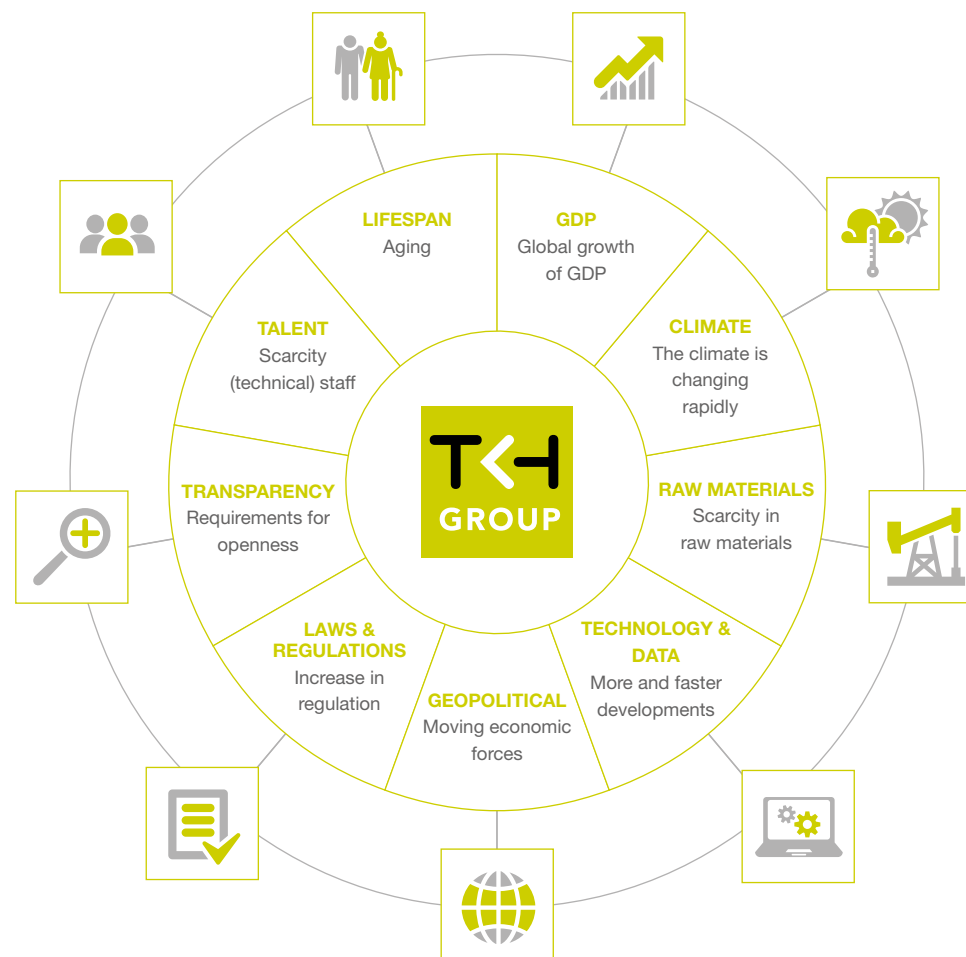 LIFESPAN
Aging
GDP
Global growth
of GDP
CLIMATE
The climate is
changing
rapidly
RAW MATERIALS
Scarcity in
raw materials
TECHNOLOGY &
DATA
More and faster
developments
GEOPOLITICAL
Moving economic
forces
LAWS &
REGULATIONS
Increase in
regulation
TRANSPARENCY
Requirements for
openness
TALENT
Scarcity
(technical) staff
TKH
GROUP